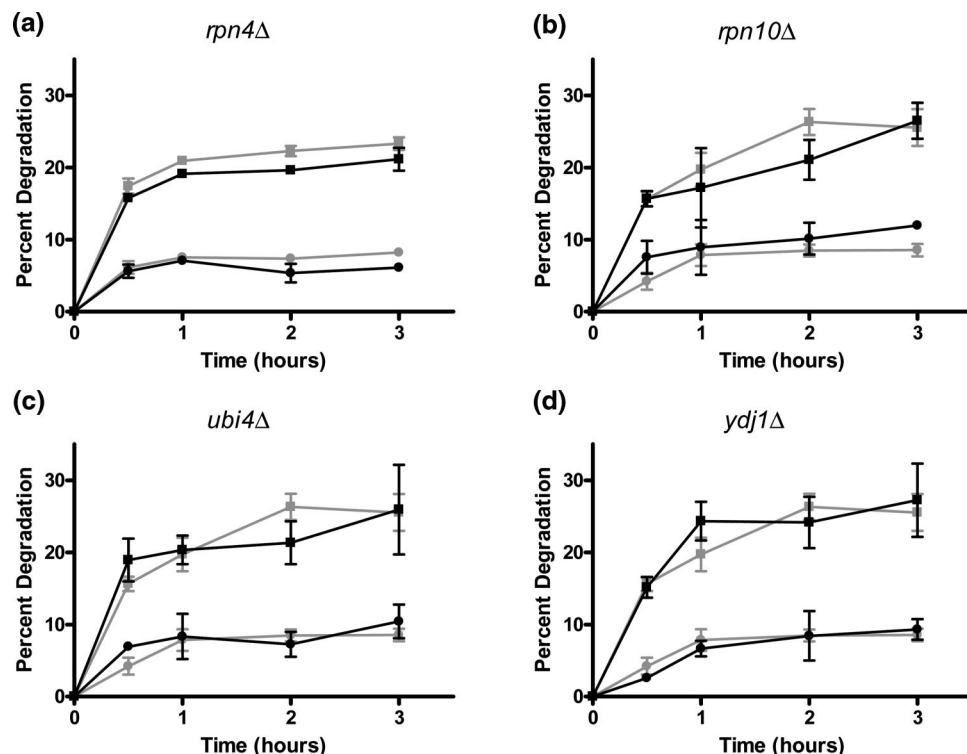 (a)
rpn4Δ
Percent Degradation
30
20
10
0
0 1 2 3
Time (hours)
(b)
rpn10Δ
Percent Degradation
30
20
10
0
0 1 2 3
Time (hours)
(c)
ubi4Δ
Percent Degradation
30
20
10
0
0 1 2 3
Time (hours)
(d)
ydj1Δ
Percent Degradation
30
20
10
0
0 1 2 3
Time (hours)